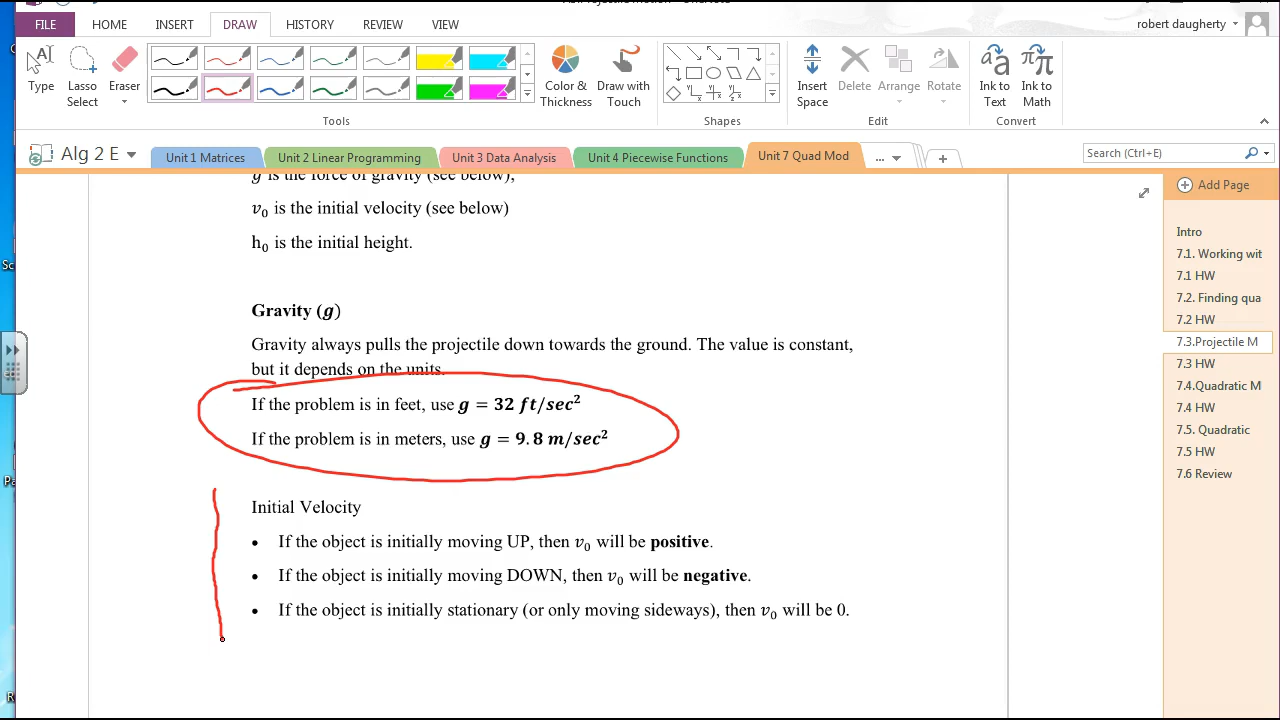 FILE HOME INSERT DRAW HISTORY REVIEW VIEW robert daugherty
Type Lasso Select Eraser Color & Thickness Draw with Touch Insert Space Delete Arrange Rotate Ink to Text Ink to Math
Tools Shapes Edit Convert
Alg 2 E Unit 1 Matrices Unit 2 Linear Programming Unit 3 Data Analysis Unit 4 Piecewise Functions Unit 7 Quad Mod ... Search (Ctrl+E)
g is the force of gravity (see below),
v₀ is the initial velocity (see below)
h₀ is the initial height.
Gravity (g)
Gravity always pulls the projectile down towards the ground. The value is constant,
but it depends on the units.
If the problem is in feet, use g = 32 ft/sec²
If the problem is in meters, use g = 9.8 m/sec²
Initial Velocity
• If the object is initially moving UP, then v₀ will be positive.
• If the object is initially moving DOWN, then v₀ will be negative.
• If the object is initially stationary (or only moving sideways), then v₀ will be 0.
Add Page
Intro
7.1. Working wit
7.1 HW
7.2. Finding qua
7.2 HW
7.3.Projectile M
7.3 HW
7.4.Quadratic M
7.4 HW
7.5. Quadratic
7.5 HW
7.6 Review